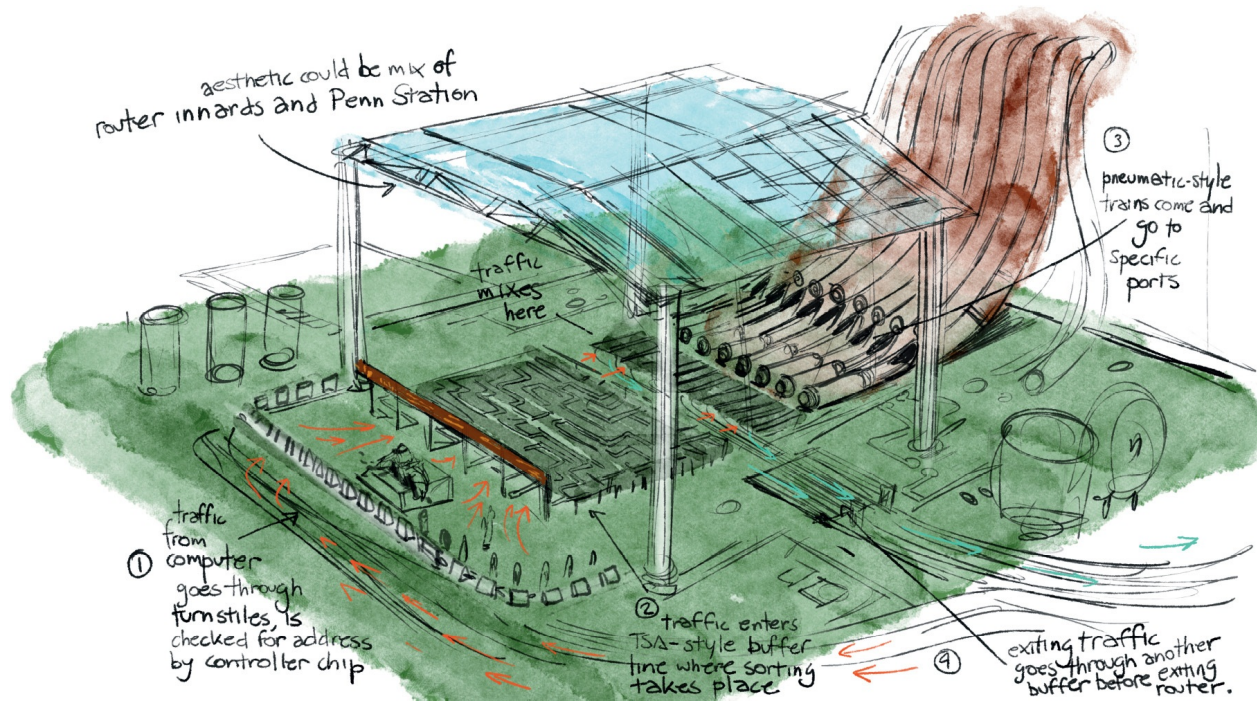 aesthetic could be mix of
router innards and Penn Station
traffic
mixes
here
③
pneumatic-style
trains come and
go to
specific
ports
①
traffic
from
computer
goes through
turnstiles, is
checked for address
by controller chip
②
traffic enters
TSA-style buffer
line where sorting
takes place
④
exiting traffic
goes through another
buffer before exiting
router.